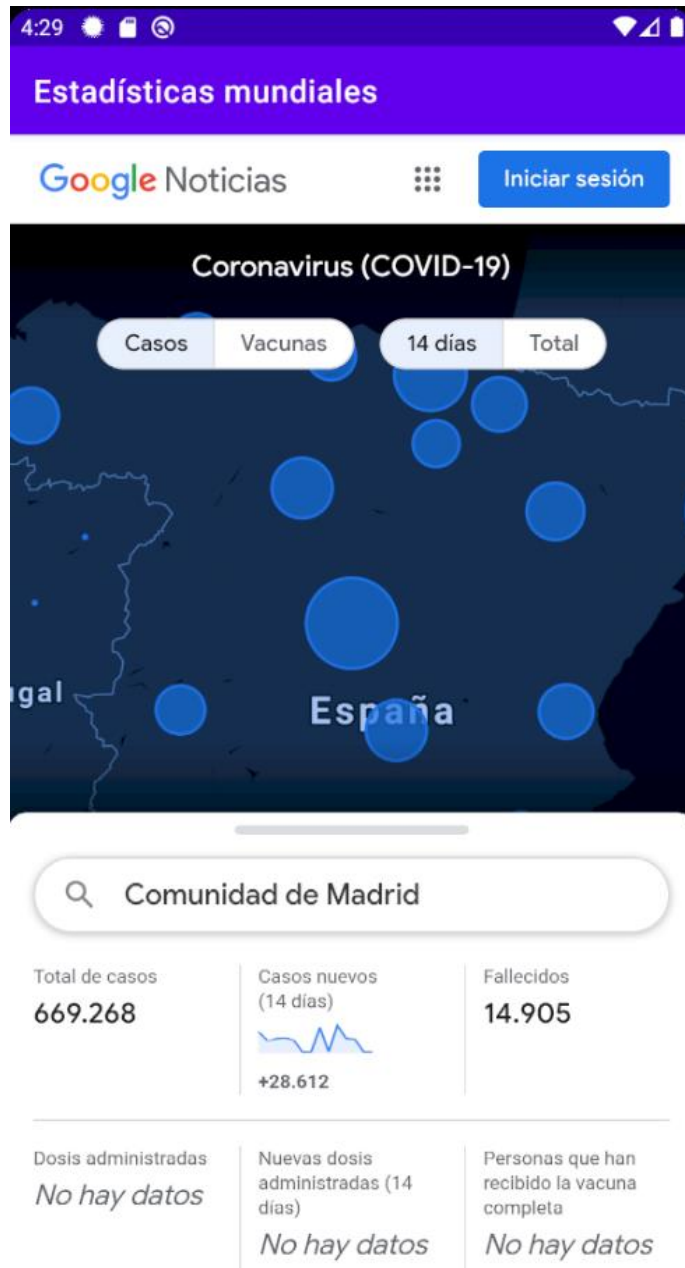 4:29
Estadísticas mundiales
Google Noticias
Iniciar sesión
Coronavirus (COVID-19)
Casos Vacunas 14 días Total
ugal
España
Comunidad de Madrid
Total de casos
669.268
Casos nuevos
(14 días)
+28.612
Fallecidos
14.905
Dosis administradas
No hay datos
Nuevas dosis
administradas (14
días)
No hay datos
Personas que han
recibido la vacuna
completa
No hay datos